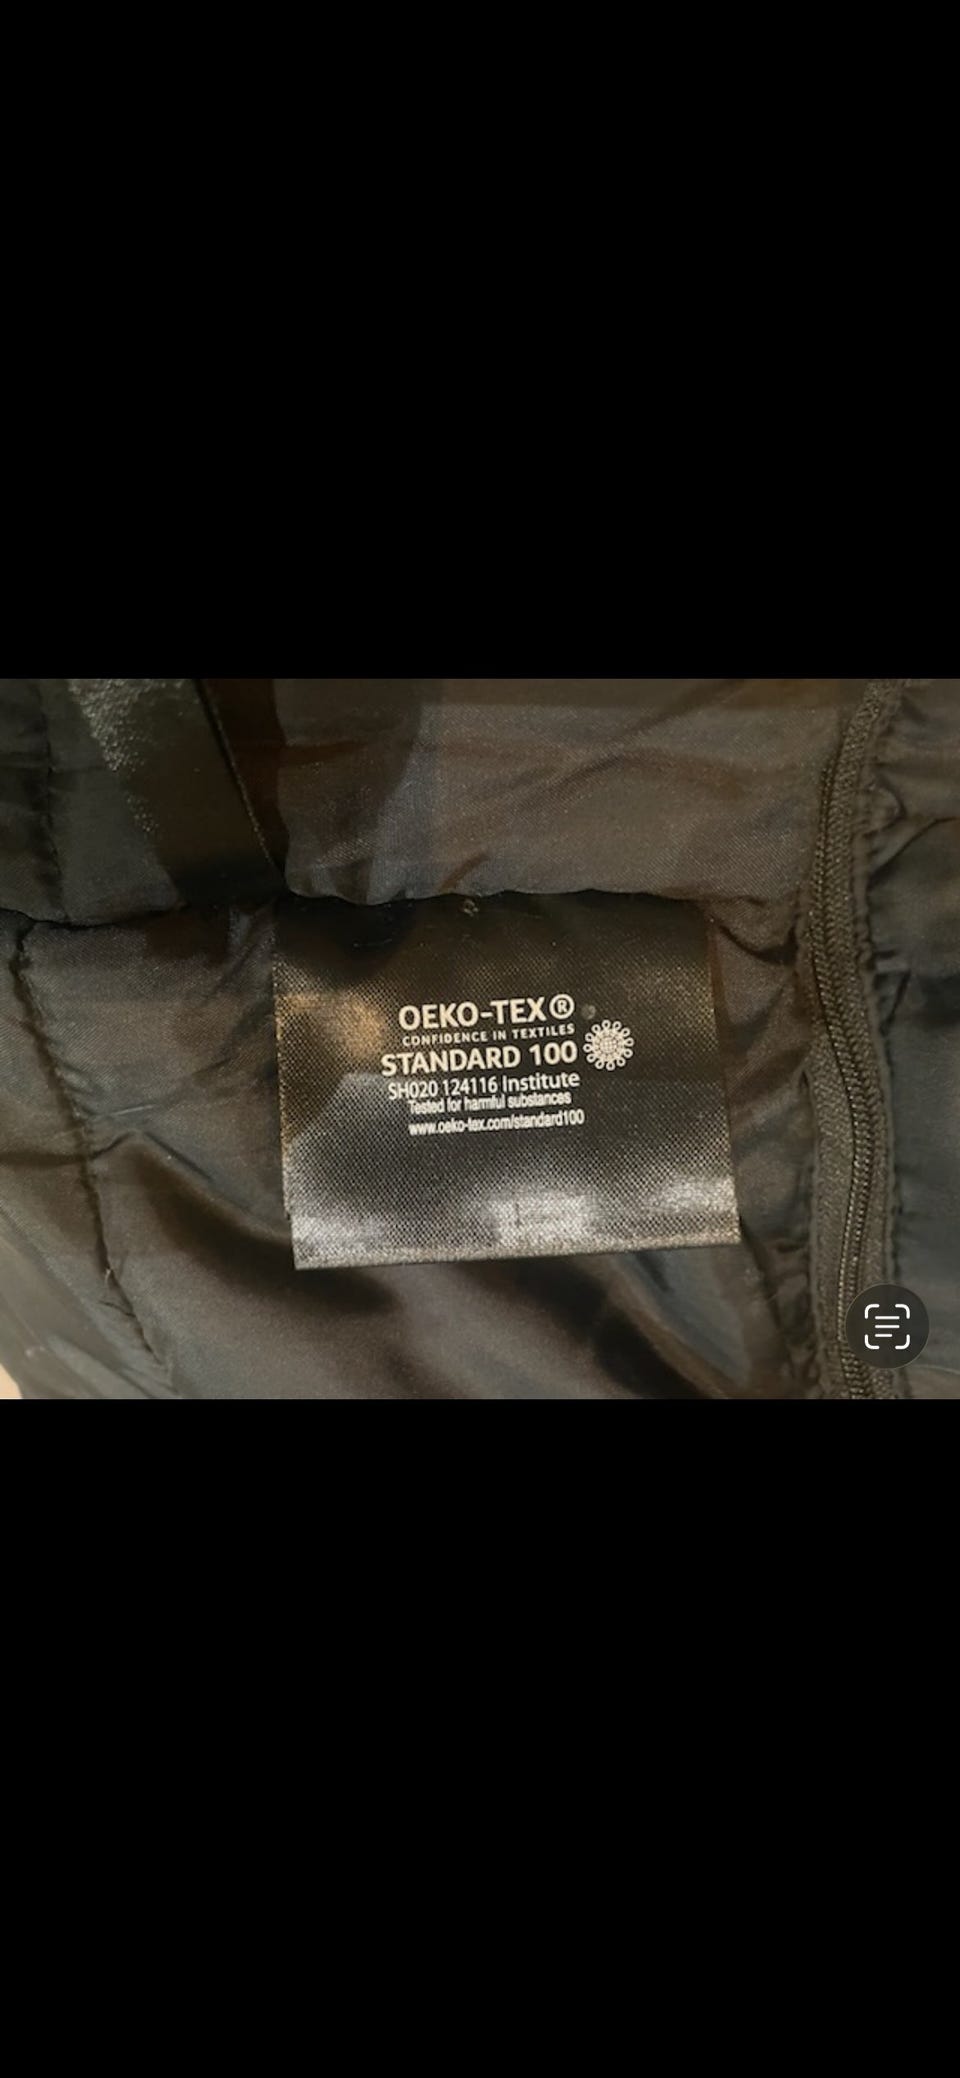 OEKO-TEX®
CONFIDENCE IN TEXTILES
STANDARD 100
SH020 124116 Institute
Tested for harmful substances
www.oeko-tex.com/standard100